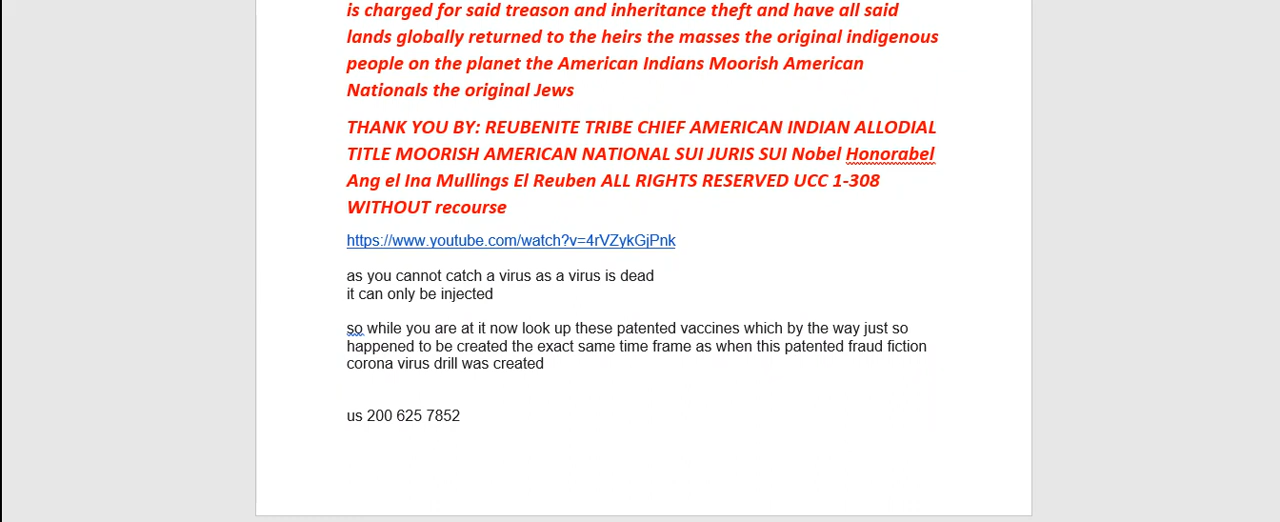 is charged for said treason and inheritance theft and have all said
lands globally returned to the heirs the masses the original indigenous
people on the planet the American Indians Moorish American
Nationals the original Jews
THANK YOU BY: REUBENITE TRIBE CHIEF AMERICAN INDIAN ALLODIAL
TITLE MOORISH AMERICAN NATIONAL SUI JURIS SUI Nobel Honorabel
Ang el Ina Mullings El Reuben ALL RIGHTS RESERVED UCC 1-308
WITHOUT recourse
https://www.youtube.com/watch?v=4rVZykGjPnk
as you cannot catch a virus as a virus is dead
it can only be injected
so while you are at it now look up these patented vaccines which by the way just so
happened to be created the exact same time frame as when this patented fraud fiction
corona virus drill was created
us 200 625 7852